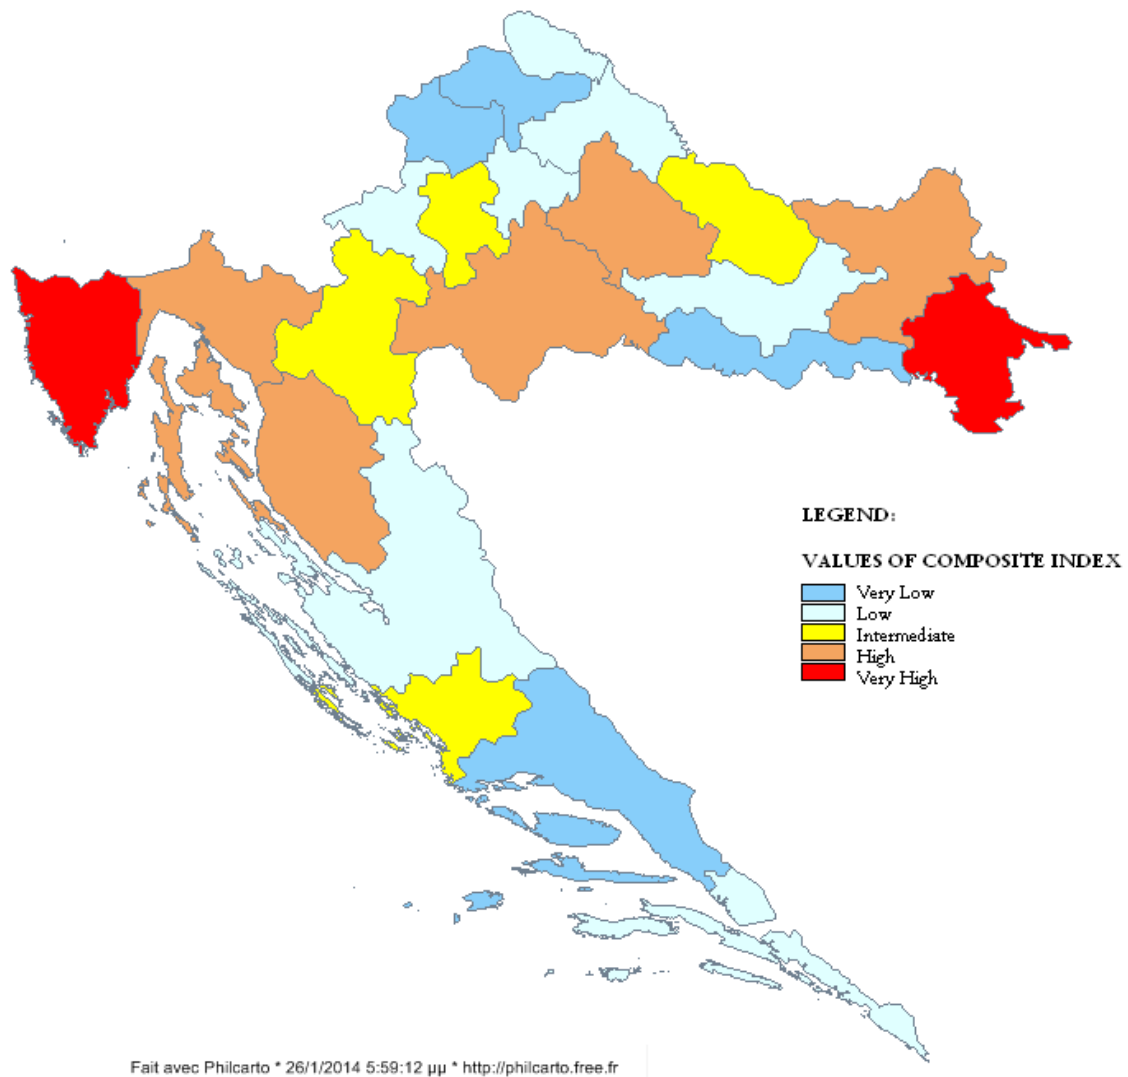 LEGEND:
VALUES OF COMPOSITE INDEX
Very Low
Low
Intermediate
High
Very High
Fait avec Philcarto * 26/1/2014 5:59:12 μμ * http://philcarto.free.fr